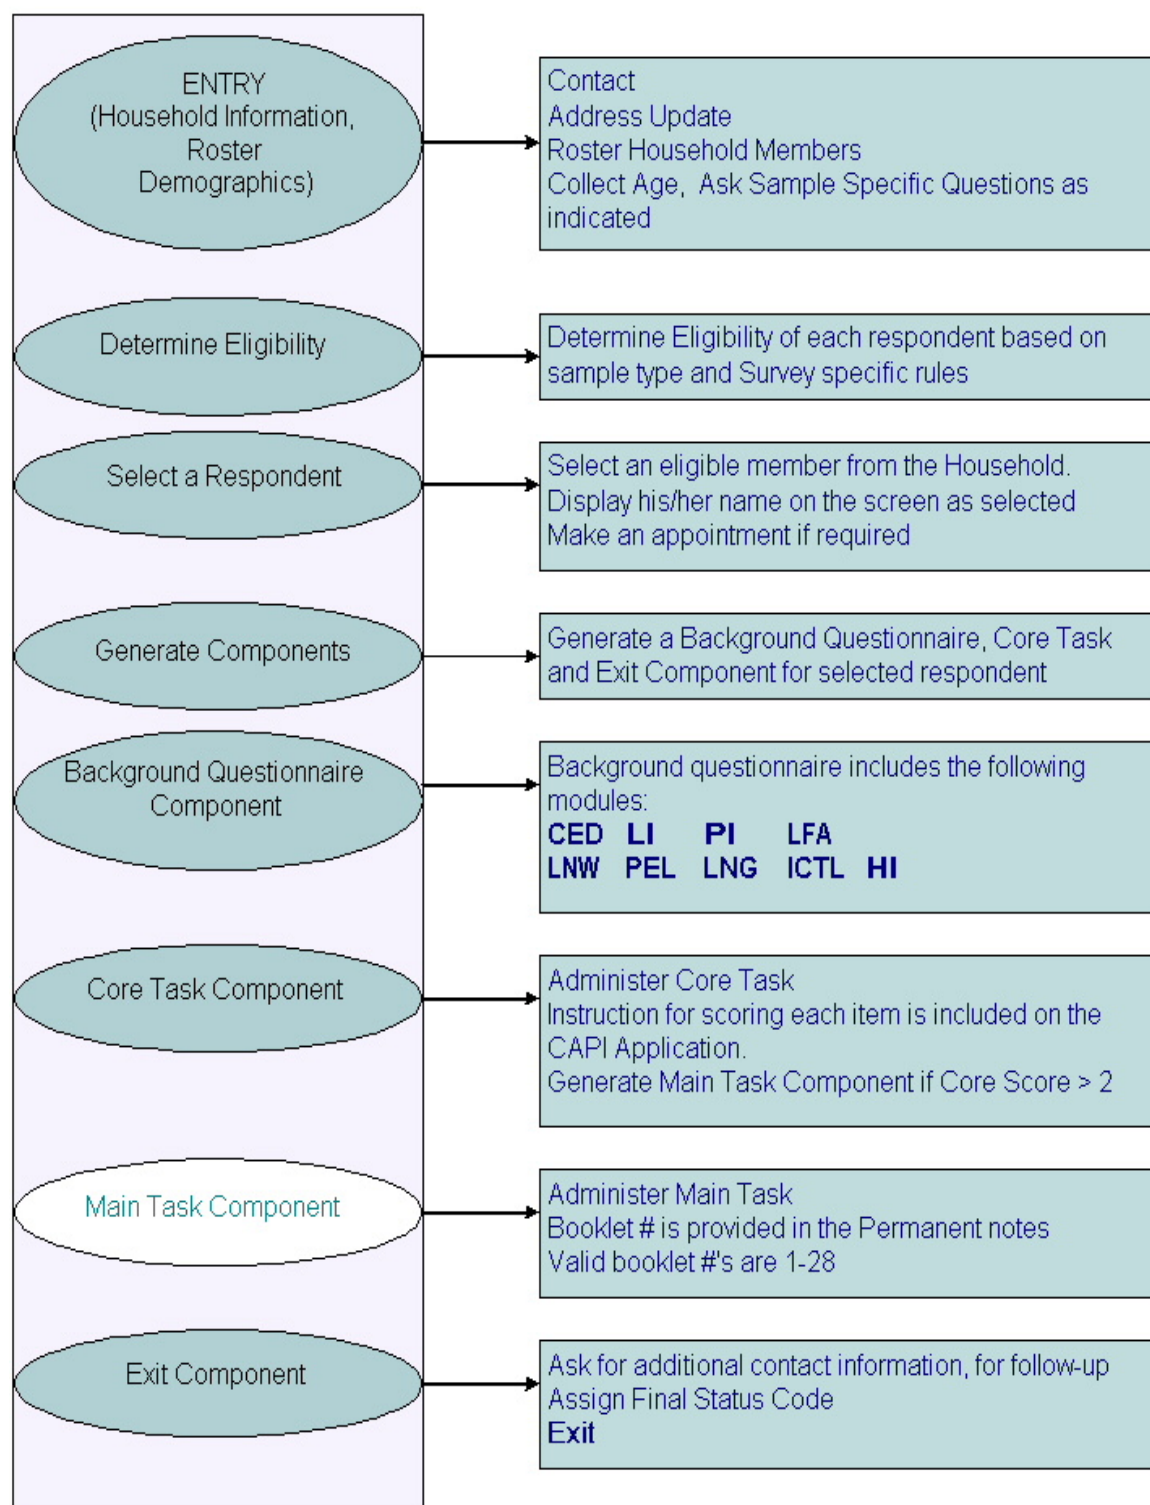 ENTRY
(Household Information,
Roster
Demographics)
Contact
Address Update
Roster Household Members
Collect Age, Ask Sample Specific Questions as
indicated
Determine Eligibility
Determine Eligibility of each respondent based on
sample type and Survey specific rules
Select a Respondent
Select an eligible member from the Household.
Display his/her name on the screen as selected
Make an appointment if required
Generate Components
Generate a Background Questionnaire, Core Task
and Exit Component for selected respondent
Background Questionnaire
Component
Background questionnaire includes the following
modules:
CED LI PI LFA
LNW PEL LNG ICTL HI
Core Task Component
Administer Core Task
Instruction for scoring each item is included on the
CAPI Application.
Generate Main Task Component if Core Score > 2
Main Task Component
Administer Main Task
Booklet # is provided in the Permanent notes
Valid booklet #'s are 1-28
Exit Component
Ask for additional contact information, for follow-up
Assign Final Status Code
Exit